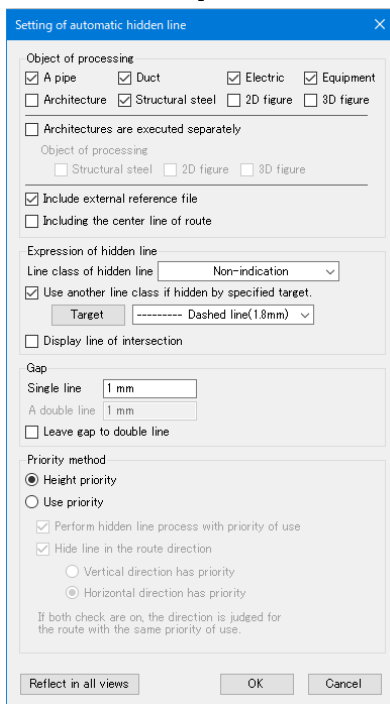 Setting of automatic hidden line
Object of processing
A pipe Duct Electric Equipment
Architecture Structural steel 2D figure 3D figure
Architectures are executed separately
Object of processing
Structural steel 2D figure 3D figure
Include external reference file
Including the center line of route
Expression of hidden line
Line class of hidden line Non-indication
Use another line class if hidden by specified target.
Target --------- Dashed line(1.8mm)
Display line of intersection
Gap
Single line 1 mm
A double line 1 mm
Leave gap to double line
Priority method
Height priority
Use priority
Perform hidden line process with priority of use
Hide line in the route direction
Vertical direction has priority
Horizontal direction has priority
If both check are on, the direction is judged for
the route with the same priority of use.
Reflect in all views OK Cancel